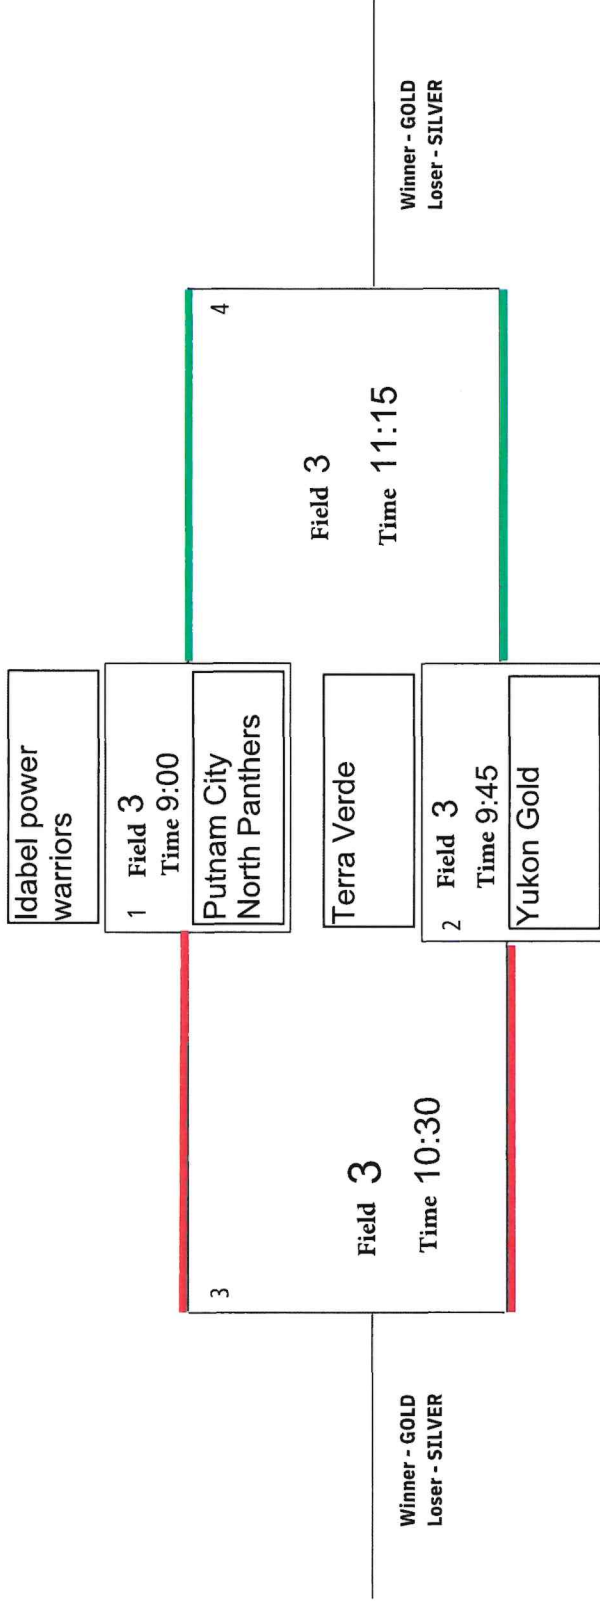 Idabel power
warriors
1 Field 3
Time 9:00
Putnam City
North Panthers
Terra Verde
2 Field 3
Time 9:45
Yukon Gold
3
Field 3
Time 10:30
Winner - GOLD
Loser - SILVER
4
Field 3
Time 11:15
Winner - GOLD
Loser - SILVER